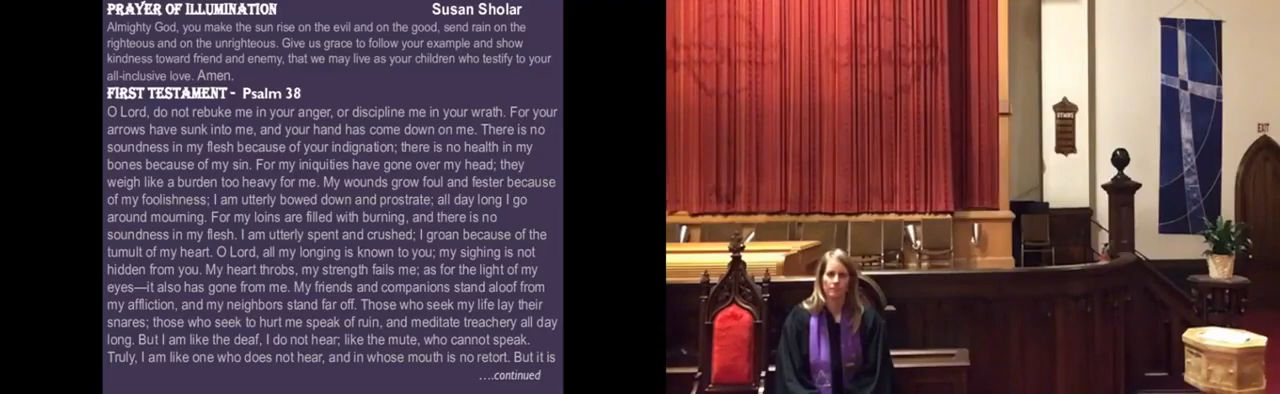 PRAYER OF ILLUMINATION Susan Sholar
Almighty God, you make the sun rise on the evil and on the good, send rain on the
righteous and on the unrighteous. Give us grace to follow your example and show
kindness toward friend and enemy, that we may live as your children who testify to your
all-inclusive love. Amen.
FIRST TESTAMENT - Psalm 38
O Lord, do not rebuke me in your anger, or discipline me in your wrath. For your
arrows have sunk into me, and your hand has come down on me. There is no
soundness in my flesh because of your indignation; there is no health in my
bones because of my sin. For my iniquities have gone over my head; they
weigh like a burden too heavy for me. My wounds grow foul and fester because
of my foolishness; I am utterly bowed down and prostrate; all day long I go
around mourning. For my loins are filled with burning, and there is no
soundness in my flesh. I am utterly spent and crushed; I groan because of the
tumult of my heart. O Lord, all my longing is known to you; my sighing is not
hidden from you. My heart throbs, my strength fails me; as for the light of my
eyes—it also has gone from me. My friends and companions stand aloof from
my affliction, and my neighbors stand far off. Those who seek my life lay their
snares; those who seek to hurt me speak of ruin, and meditate treachery all day
long. But I am like the deaf, I do not hear; like the mute, who cannot speak.
Truly, I am like one who does not hear, and in whose mouth is no retort. But it is
….continued
HYMNS
EXIT